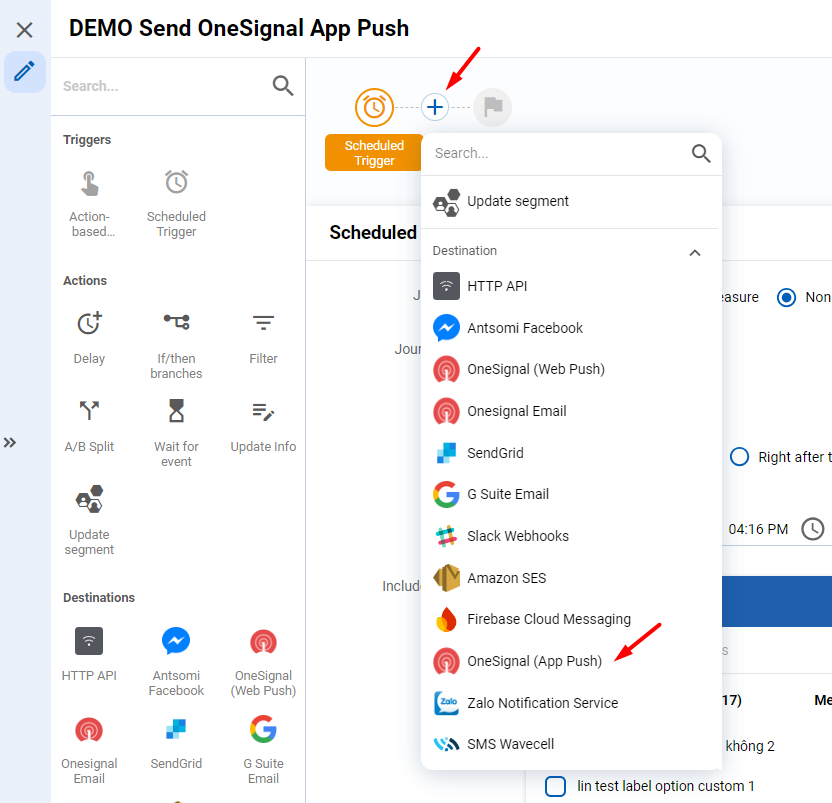 DEMO Send OneSignal App Push
Search...
Triggers
Action-
based...
Scheduled
Trigger
Actions
Delay
If/then
branches
Filter
A/B Split
Wait for
event
Update Info
Update
segment
Destinations
HTTP API
Antsomi
Facebook
OneSignal
(Web Push)
Onesignal
Email
SendGrid
G Suite
Email
Scheduled
Trigger
Search...
Update segment
Destination
HTTP API
Antsomi Facebook
OneSignal (Web Push)
Onesignal Email
SendGrid
G Suite Email
Slack Webhooks
Amazon SES
Firebase Cloud Messaging
OneSignal (App Push)
Zalo
Zalo Notification Service
SMS Wavecell
Scheduled
J
easure
Non
Jour
Right after t
04:16 PM
Include
s
17)
Me
không 2
lin test label option custom 1